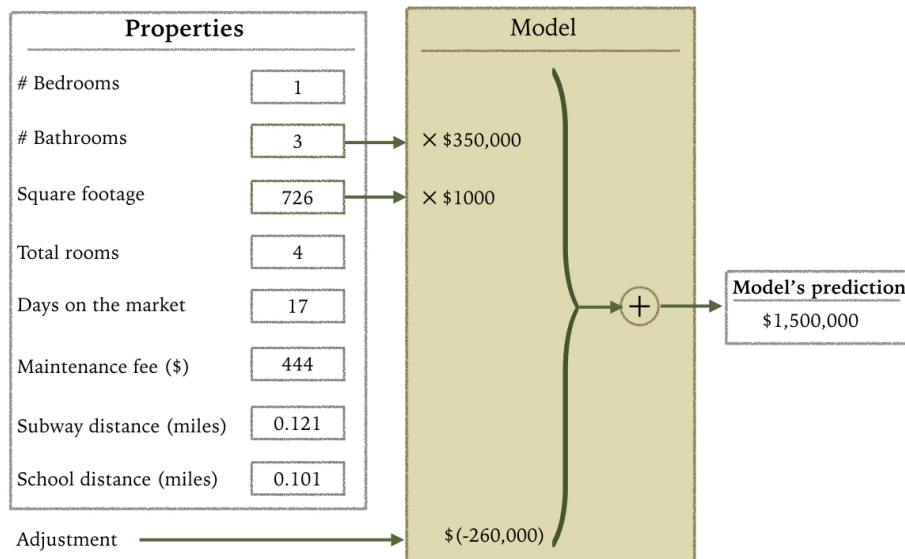 Properties
Model
# Bedrooms 1
# Bathrooms 3 × $350,000
Square footage 726 × $1000
Total rooms 4
Days on the market 17
Model's prediction
$1,500,000
+
Maintenance fee ($) 444
Subway distance (miles) 0.121
School distance (miles) 0.101
Adjustment $(-260,000)